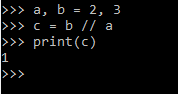 >>> a, b = 2, 3
>>> c = b // a
>>> print(c)
1
>>>